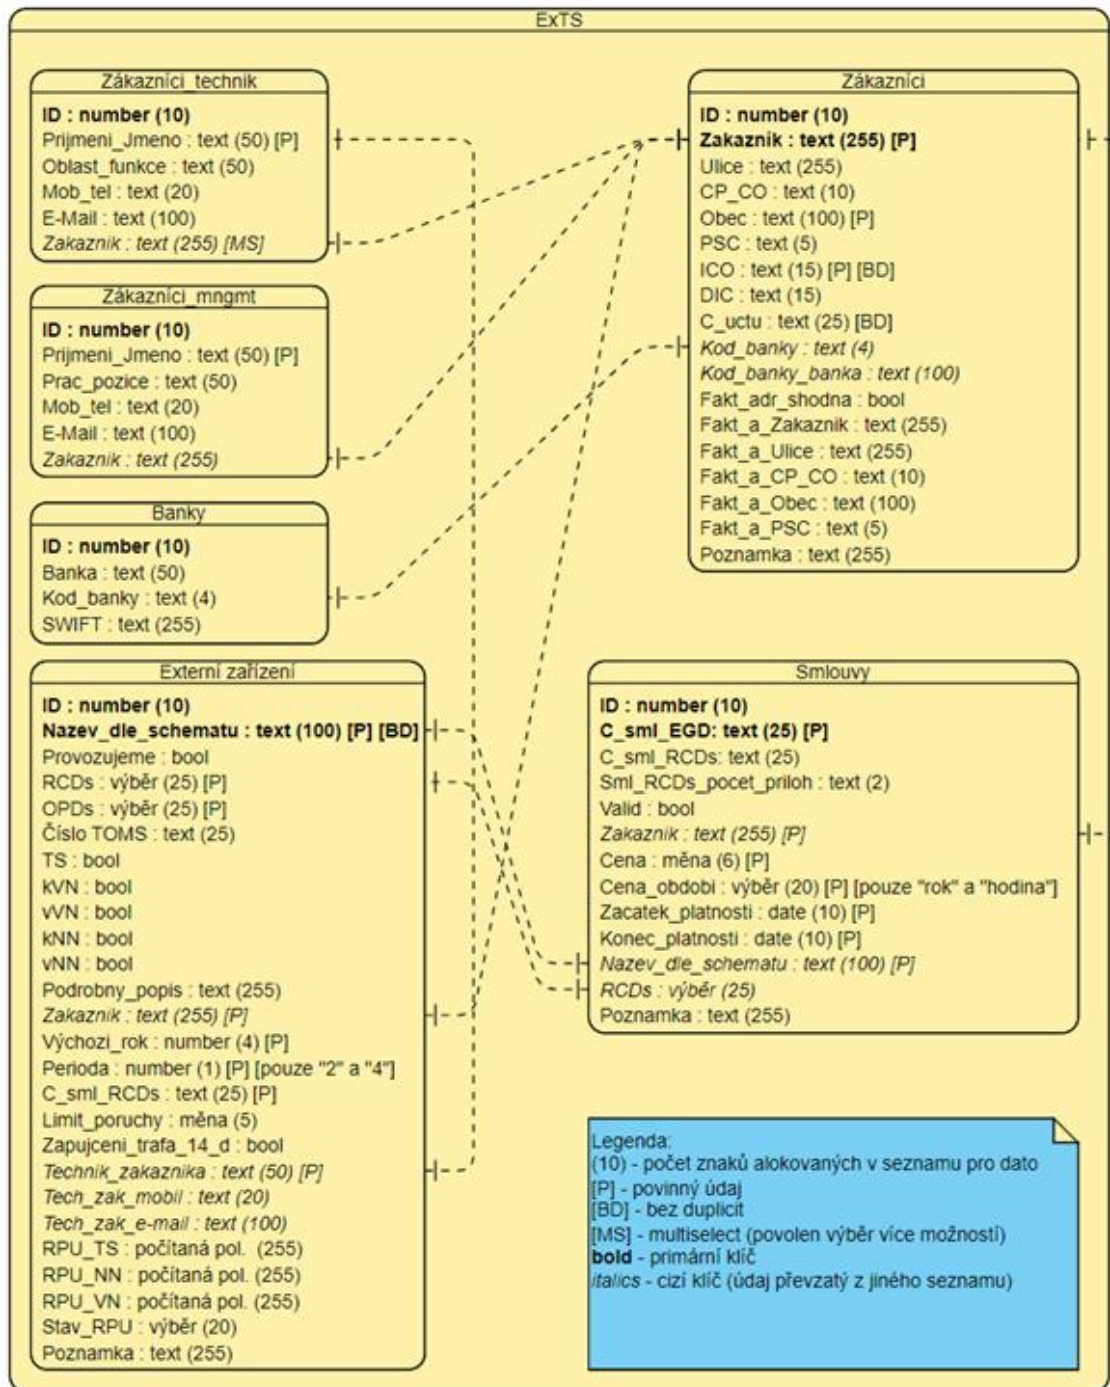 ExTS
Zákazníci_technik
ID : number (10)
Prijmeni_Jmeno : text (50) [P]
Oblast_funkce : text (50)
Mob_tel : text (20)
E-Mail : text (100)
Zakaznik : text (255) [MS]
Zákazníci_mngmt
ID : number (10)
Prijmeni_Jmeno : text (50) [P]
Prac_pozice : text (50)
Mob_tel : text (20)
E-Mail : text (100)
Zakaznik : text (255)
Banky
ID : number (10)
Banka : text (50)
Kod_banky : text (4)
SWIFT : text (255)
Externí zařízení
ID : number (10)
Nazev_dle_schematu : text (100) [P] [BD]
Provozujeme : bool
RCDs : výběr (25) [P]
OPDs : výběr (25) [P]
Číslo TOMS : text (25)
TS : bool
kVN : bool
vVN : bool
kNN : bool
vNN : bool
Podrobny_popis : text (255)
Zakaznik : text (255) [P]
Výchozi_rok : number (4) [P]
Perioda : number (1) [P] [pouze "2" a "4"]
C_sml_RCDs : text (25) [P]
Limit_poruchy : měna (5)
Zapujceni_trafa_14_d : bool
Technik_zakaznika : text (50) [P]
Tech_zak_mobil : text (20)
Tech_zak_e-mail : text (100)
RPU_TS : počítaná pol. (255)
RPU_NN : počítaná pol. (255)
RPU_VN : počítaná pol. (255)
Stav_RPU : výběr (20)
Poznamka : text (255)
Zákazníci
ID : number (10)
Zakaznik : text (255) [P]
Ulice : text (255)
CP_CO : text (10)
Obec : text (100) [P]
PSC : text (5)
ICO : text (15) [P] [BD]
DIC : text (15)
C_uctu : text (25) [BD]
Kod_banky : text (4)
Kod_banky_banka : text (100)
Fakt_adr_shodna : bool
Fakt_a_Zakaznik : text (255)
Fakt_a_Ulice : text (255)
Fakt_a_CP_CO : text (10)
Fakt_a_Obec : text (100)
Fakt_a_PSC : text (5)
Poznamka : text (255)
Smlouvy
ID : number (10)
C_sml_EGD: text (25) [P]
C_sml_RCDs: text (25)
Sml_RCDs_pocet_priloh : text (2)
Valid : bool
Zakaznik : text (255) [P]
Cena : měna (6) [P]
Cena_obdobi : výběr (20) [P] [pouze "rok" a "hodina"]
Zacatek_platnosti : date (10) [P]
Konec_platnosti : date (10) [P]
Nazev_dle_schematu : text (100) [P]
RCDs : výběr (25)
Poznamka : text (255)
Legenda:
(10) - počet znaků alokovaných v seznamu pro dato
[P] - povinný údaj
[BD] - bez duplicit
[MS] - multiselect (povolen výběr více možností)
bold - primární klíč
italics - cizí klíč (údaj převzatý z jiného seznamu)